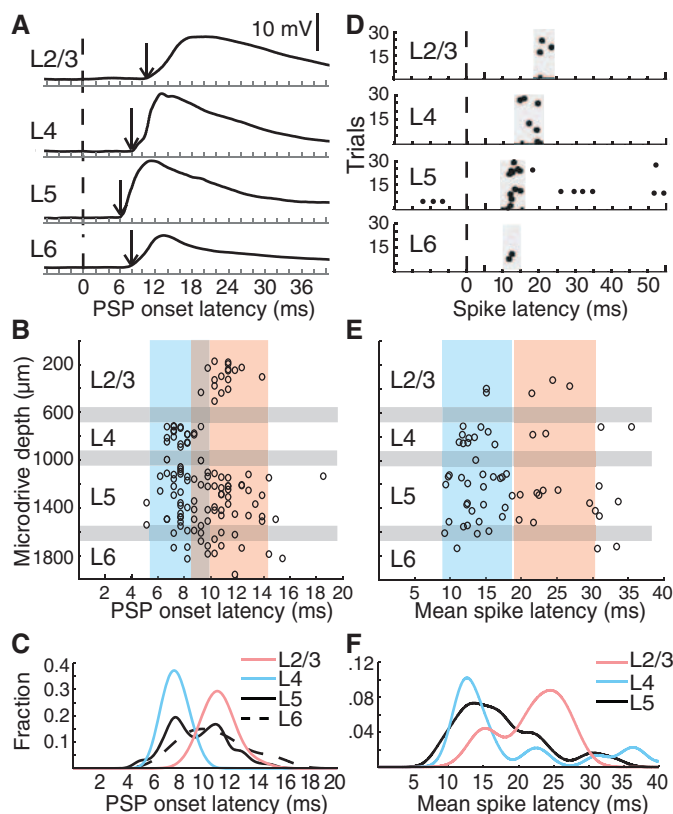 A
10 mV
L2/3
L4
L5
L6
0 6 12 18 24 30 36
PSP onset latency (ms)
D
Trials
30
15
L2/3
30
15
L4
30
15
L5
30
15
L6
0 10 20 30 40 50
Spike latency (ms)
B
Microdrive depth (µm)
200
600
1000
1400
1800
L2/3
L4
L5
L6
2 4 6 8 10 12 14 16 18 20
PSP onset latency (ms)
E
L2/3
L4
L5
L6
5 10 15 20 25 30 35 40
Mean spike latency (ms)
C
Fraction
0.4
0.3
0.2
0.1
L2/3
L4
L5
L6
2 4 6 8 10 12 14 16 18 20
PSP onset latency (ms)
F
.12
.08
.04
L2/3
L4
L5
0 5 10 15 20 25 30 35 40
Mean spike latency (ms)